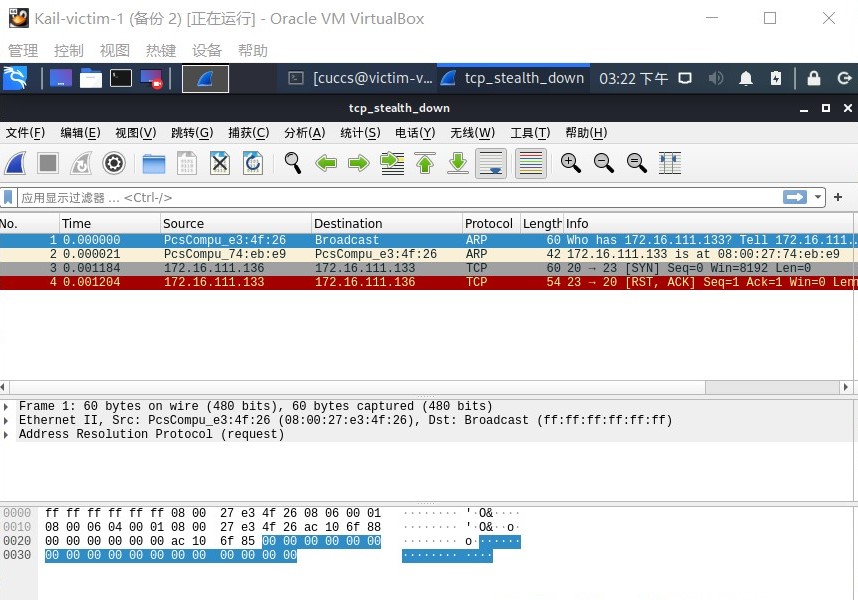 Kail-victim-1 (备份 2) [正在运行] - Oracle VM VirtualBox
管理 控制 视图 热键 设备 帮助
[cuccs@victim-v... tcp_stealth_down 03:22 下午
tcp_stealth_down
文件(F) 编辑(E) 视图(V) 跳转(G) 捕获(C) 分析(A) 统计(S) 电话(Y) 无线(W) 工具(T) 帮助(H)
应用显示过滤器 … <Ctrl-/>
No. Time Source Destination Protocol Length Info
1 0.000000 PcsCompu_e3:4f:26 Broadcast ARP 60 Who has 172.16.111.133? Tell 172.16.111..
2 0.000021 PcsCompu_74:eb:e9 PcsCompu_e3:4f:26 ARP 42 172.16.111.133 is at 08:00:27:74:eb:e9
3 0.001184 172.16.111.136 172.16.111.133 TCP 60 20 → 23 [SYN] Seq=0 Win=8192 Len=0
4 0.001204 172.16.111.133 172.16.111.136 TCP 54 23 → 20 [RST, ACK] Seq=1 Ack=1 Win=0 Len
Frame 1: 60 bytes on wire (480 bits), 60 bytes captured (480 bits)
Ethernet II, Src: PcsCompu_e3:4f:26 (08:00:27:e3:4f:26), Dst: Broadcast (ff:ff:ff:ff:ff:ff)
Address Resolution Protocol (request)
0000 ff ff ff ff ff ff 08 00 27 e3 4f 26 08 06 00 01 ········ '·O&····
0010 08 00 06 04 00 01 08 00 27 e3 4f 26 ac 10 6f 88 ········ '·O&··o·
0020 00 00 00 00 00 00 ac 10 6f 85 00 00 00 00 00 00 ········ o·······
0030 00 00 00 00 00 00 00 00 00 00 00 00 ········ ····